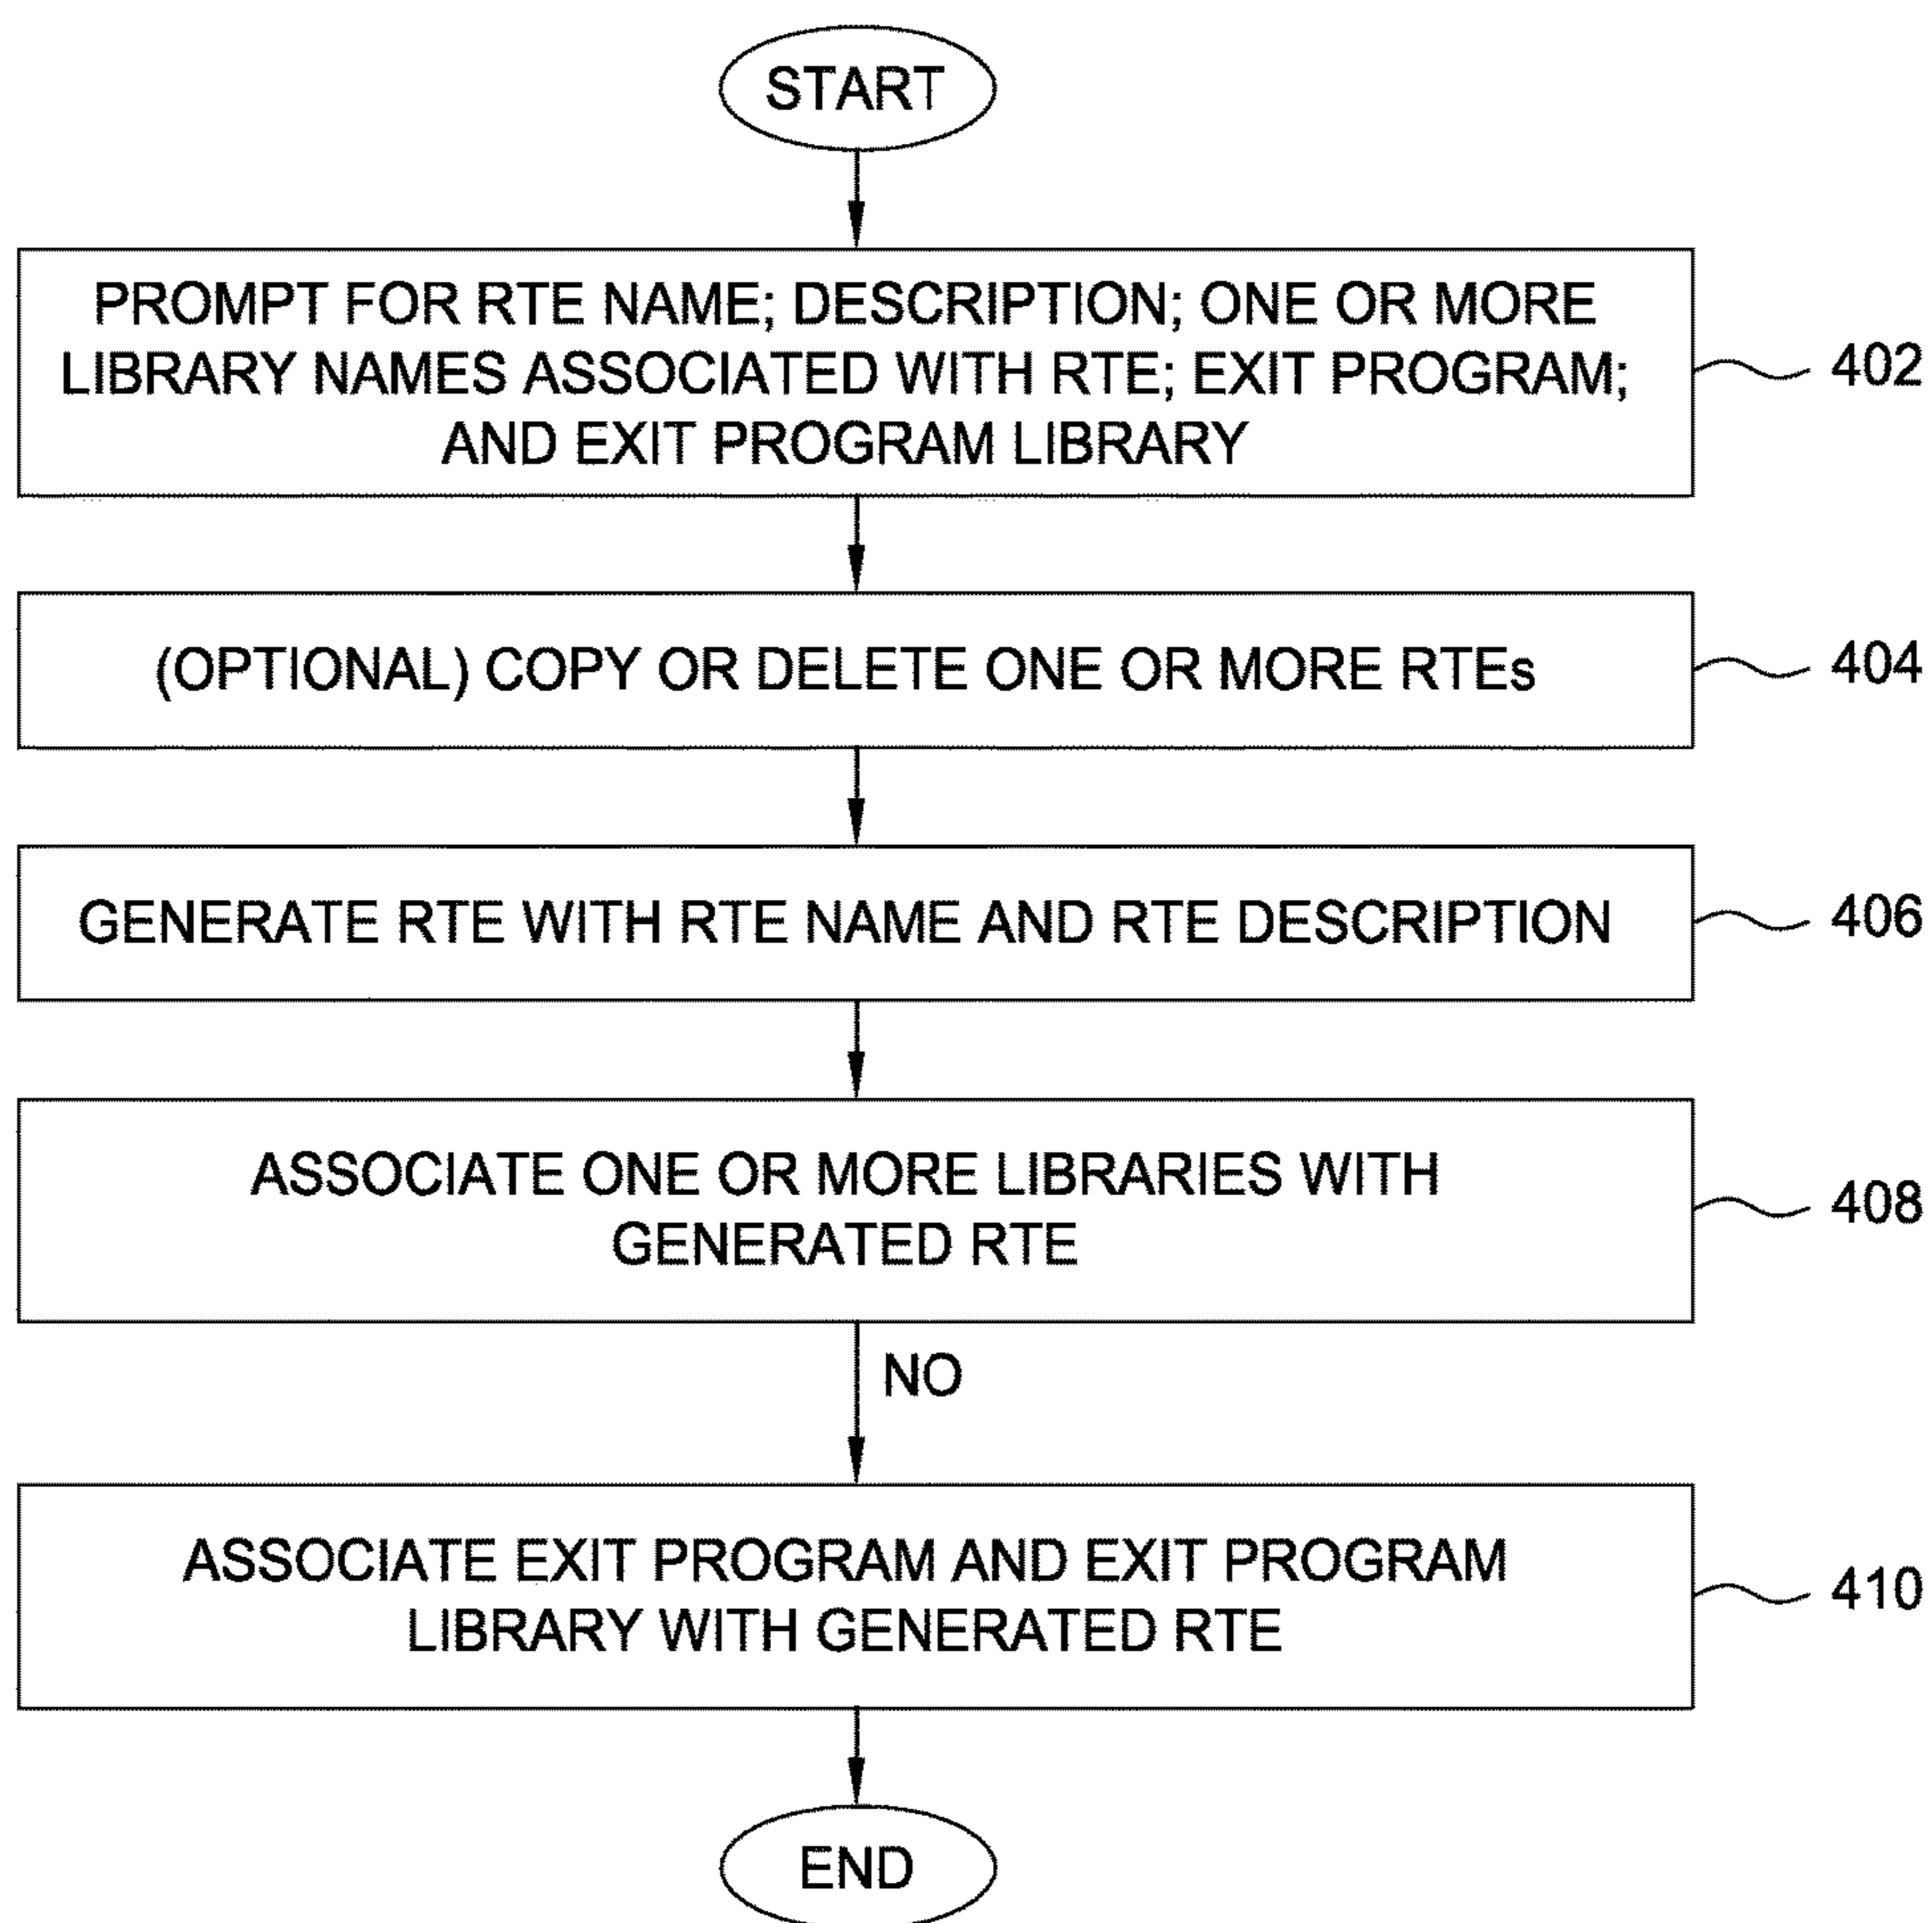 START
PROMPT FOR RTE NAME; DESCRIPTION; ONE OR MORE
LIBRARY NAMES ASSOCIATED WITH RTE; EXIT PROGRAM;
AND EXIT PROGRAM LIBRARY
402
(OPTIONAL) COPY OR DELETE ONE OR MORE RTEs
404
GENERATE RTE WITH RTE NAME AND RTE DESCRIPTION
406
ASSOCIATE ONE OR MORE LIBRARIES WITH
GENERATED RTE
408
NO
ASSOCIATE EXIT PROGRAM AND EXIT PROGRAM
LIBRARY WITH GENERATED RTE
410
END